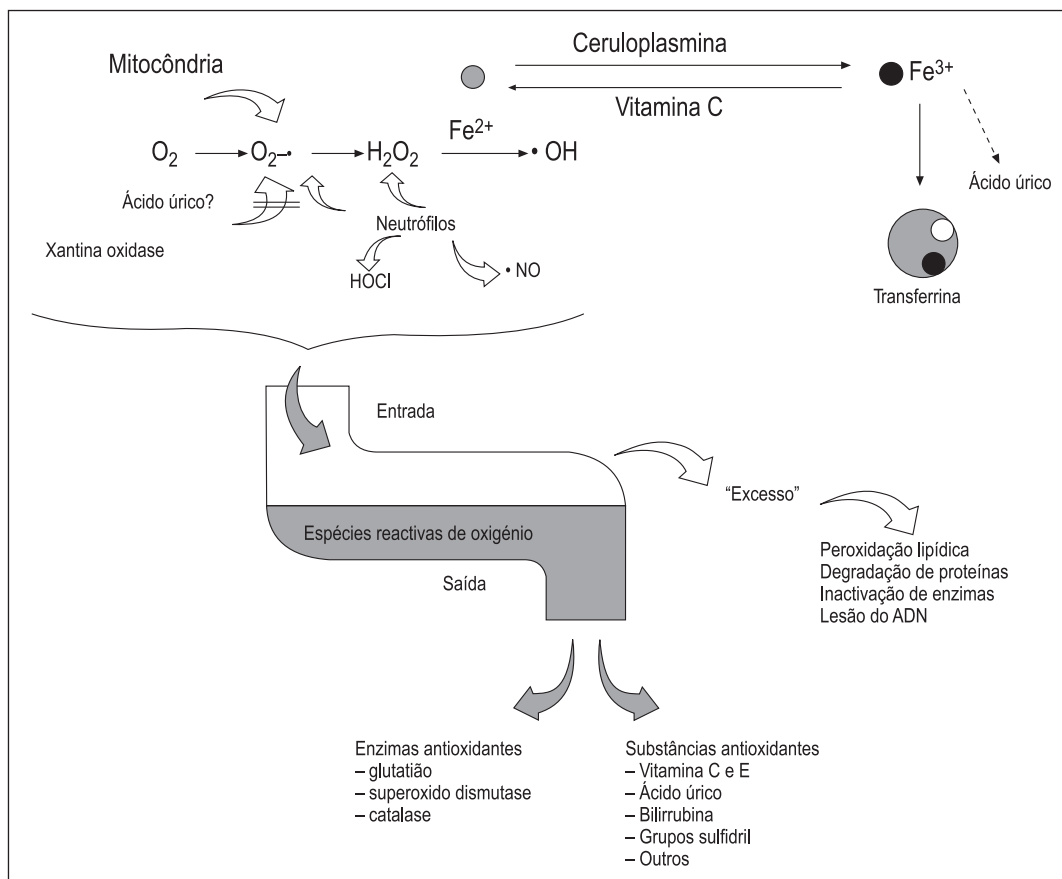 Mitocôndria
Ceruloplasmina
Fe³⁺
Vitamina C
Fe²⁺
O₂
O₂–•
H₂O₂
• OH
Ácido úrico
Ácido úrico?
Neutrófilos
Xantina oxidase
HOCl
• NO
Transferrina
Entrada
"Excesso"
Espécies reactivas de oxigénio
Saída
Peroxidação lipídica
Degradação de proteínas
Inactivação de enzimas
Lesão do ADN
Enzimas antioxidantes
– glutatião
– superoxido dismutase
– catalase
Substâncias antioxidantes
– Vitamina C e E
– Ácido úrico
– Bilirrubina
– Grupos sulfidril
– Outros